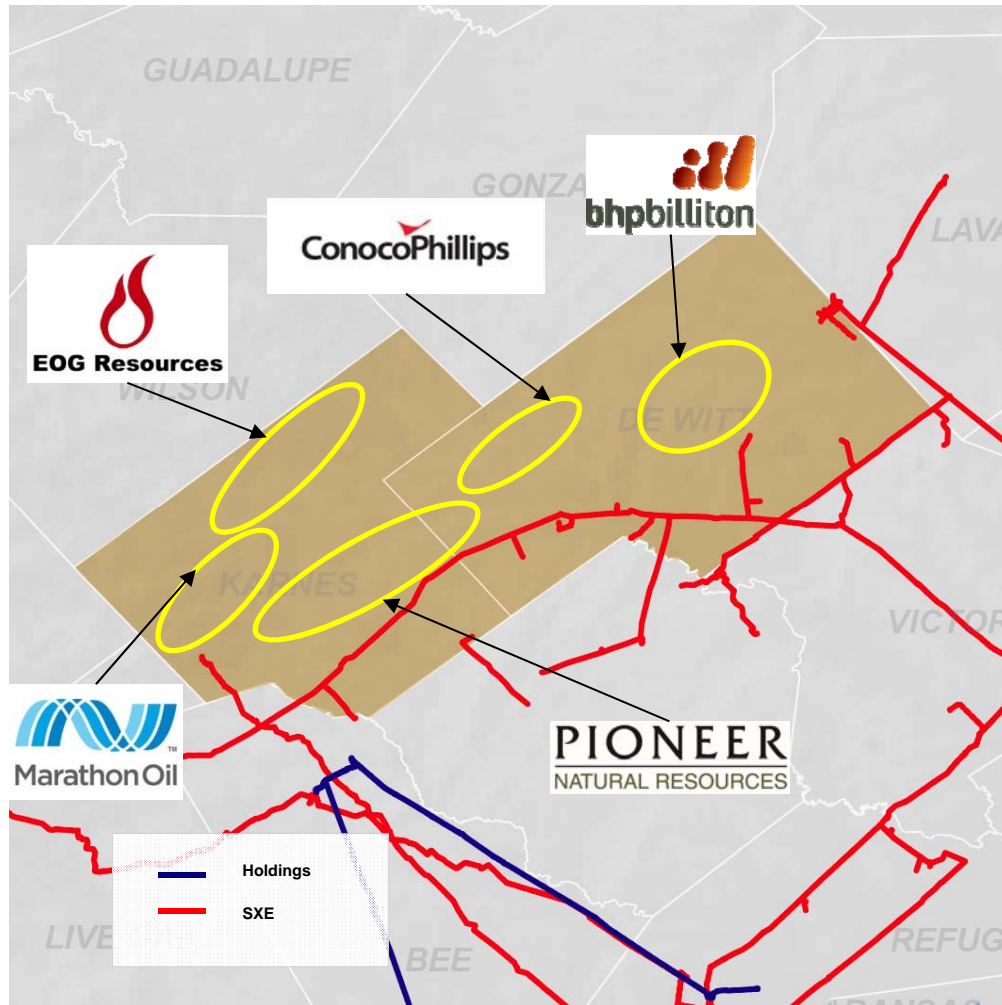 GUADALUPE
GONZA
bhpbilliton
LAVA
ConocoPhillips
EOG Resources
WILSON
DE WITT
KARNES
VICTOR
Marathon Oil
TM
PIONEER
NATURAL RESOURCES
Holdings
SXE
LIVE
BEE
REFUG